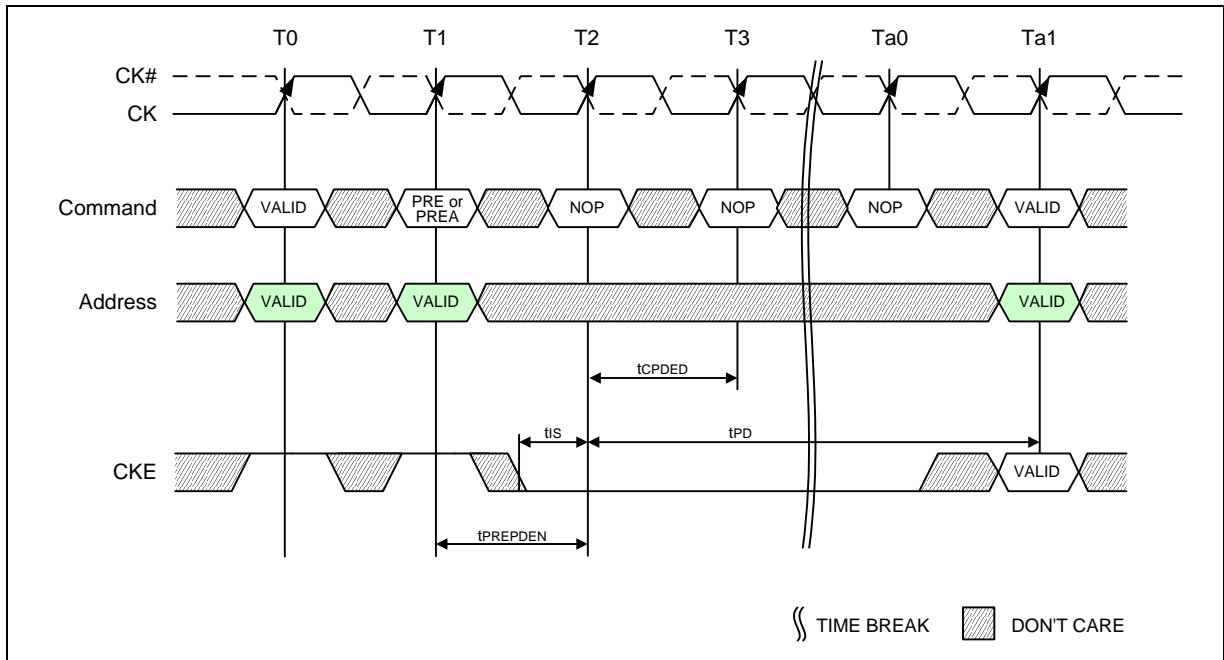 T0 T1 T2 T3 Ta0 Ta1
CK#
CK
Command VALID PRE or PREA NOP NOP NOP VALID
Address VALID VALID VALID
tCPDED
tIS tPD
CKE VALID
tPREPDEN
TIME BREAK DON'T CARE